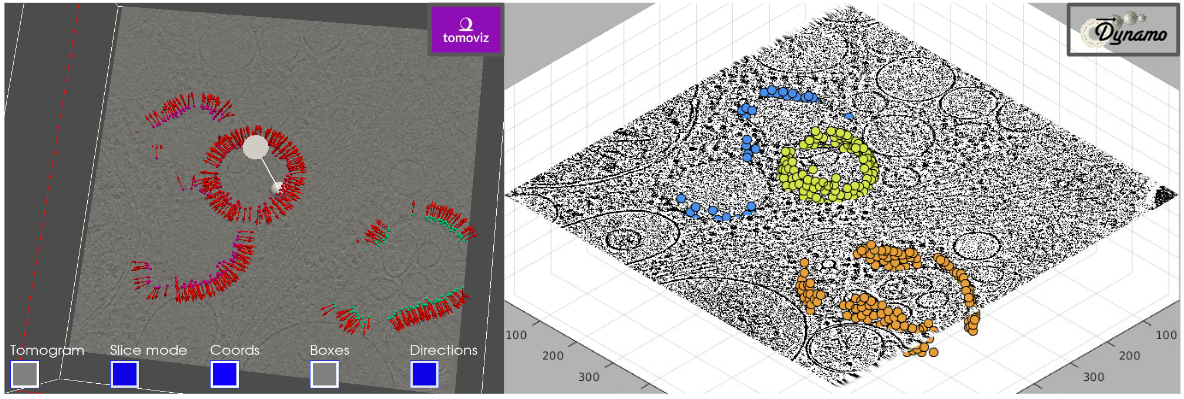 tomoviz
Dynamo
Tomogram
Slice mode
Coords
Boxes
Directions
100
200
300
100
200
300